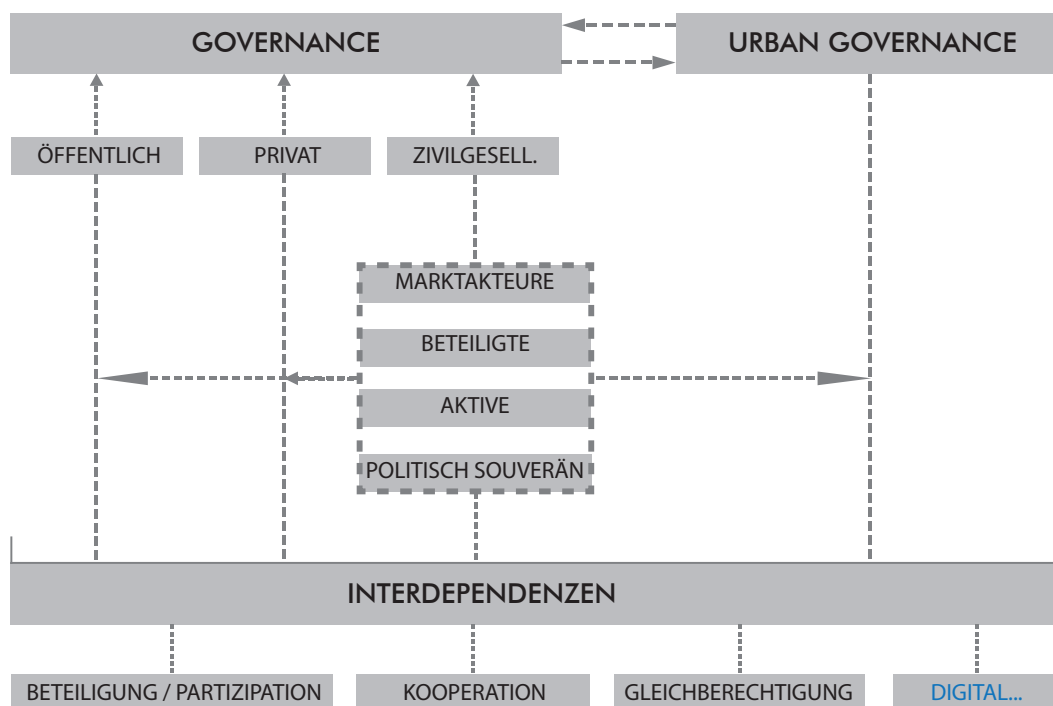 GOVERNANCE
URBAN GOVERNANCE
ÖFFENTLICH
PRIVAT
ZIVILGESELL.
MARKTAKTEURE
BETEILIGTE
AKTIVE
POLITISCH SOUVERÄN
INTERDEPENDENZEN
BETEILIGUNG / PARTIZIPATION
KOOPERATION
GLEICHBERECHTIGUNG
DIGITAL...